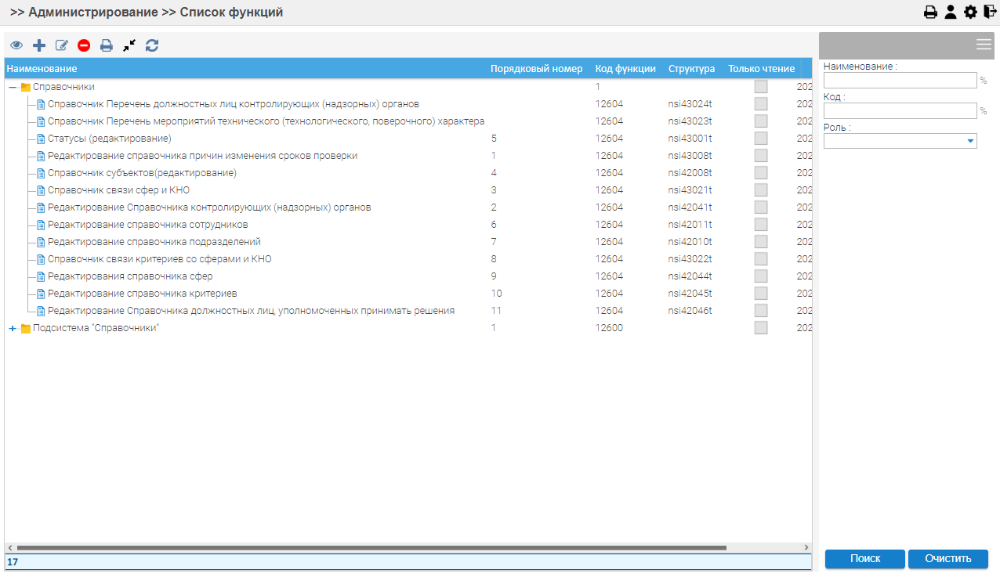 >> Администрирование >> Список функций
Наименование Порядковый номер Код функции Структура Только чтение
Справочники 1 202
Справочник Перечень должностных лиц контролирующих (надзорных) органов 12604 nsi43024t 202
Справочник Перечень мероприятий технического (технологического, поверочного) характера 12604 nsi43023t 202
Статусы (редактирование) 5 12604 nsi43001t 202
Редактирование справочника причин изменения сроков проверки 1 12604 nsi43008t 202
Справочник субъектов(редактирование) 4 12604 nsi42008t 202
Справочник связи сфер и КНО 3 12604 nsi43021t 202
Редактирование Справочника контролирующих (надзорных) органов 2 12604 nsi42041t 202
Редактирование справочника сотрудников 6 12604 nsi42011t 202
Редактирование справочника подразделений 7 12604 nsi42010t 202
Справочник связи критериев со сферами и КНО 8 12604 nsi43022t 202
Редактирования справочника сфер 9 12604 nsi42044t 202
Редактирование справочника критериев 10 12604 nsi42045t 202
Редактирование Справочника должностных лиц, уполномоченных принимать решения 11 12604 nsi42046t 202
Подсистема "Справочники" 1 12600 202
17
Наименование :
%
Код :
%
Роль :
Поиск Очистить